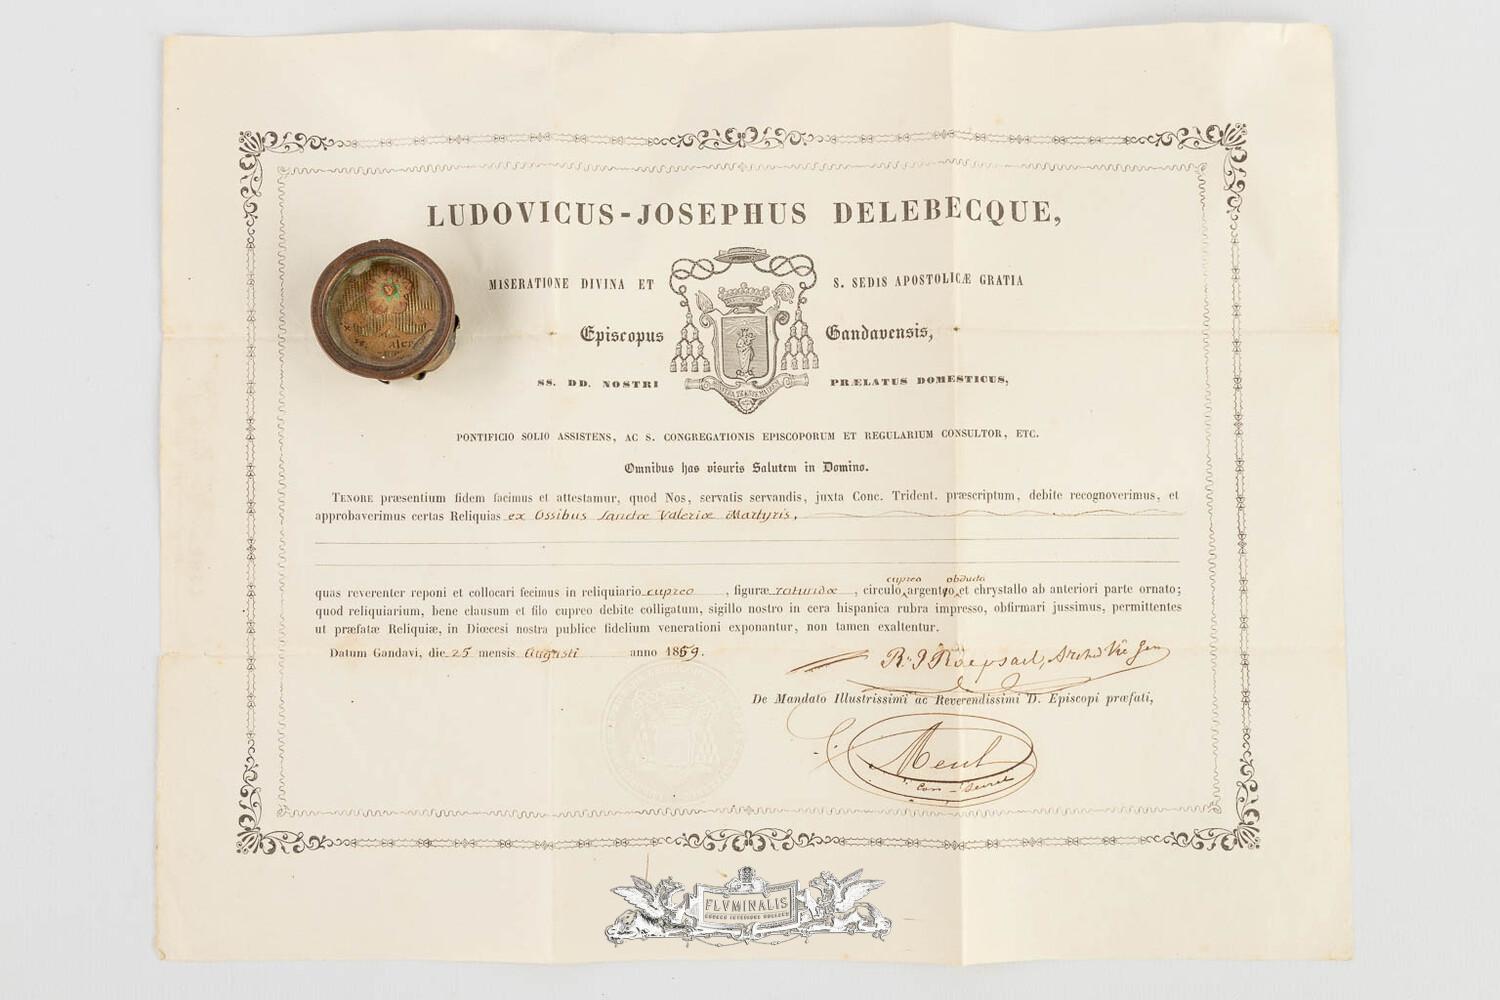 LUDOVICUS-JOSEPHUS DELEBECQUE,
MISERATIONE DIVINA ET S. SEDIS APOSTOLICÆ GRATIA
Episcopus Gandavensis,
SS. DD. NOSTRI PRÆLATUS DOMESTICUS,
PONTIFICIO SOLIO ASSISTENS, AC S. CONGREGATIONIS EPISCOPORUM ET REGULARIUM CONSULTOR, ETC.
Omnibus has visuris Salutem in Domino.
TENORE præsentium fidem facimus et attestamur, quod Nos, servatis servandis, juxta Conc. Trident. præscriptum, debite recognoverimus, et
approbaverimus certas Reliquias ex Ossibus Sanctæ Valeriæ Martyris,
cupreo obducto
quas reverenter reponi et collocari fecimus in reliquiario cupreo, figuræ rotundæ, circulo argenteo et chrystallo ab anteriori parte ornato;
quod reliquiarium, bene clausum et filo cupreo debite colligatum, sigillo nostro in cera hispanica rubra impresso, obfirmari jussimus, permittentes
ut præfatæ Reliquiæ, in Diœcesi nostra publice fidelium venerationi exponantur, non tamen exaltentur.
Datum Gandavi, die 25 mensis Augusti anno 1859.
De Mandato Illustrissimi ac Reverendissimi D. Episcopi præfati,
FLVMINALIS